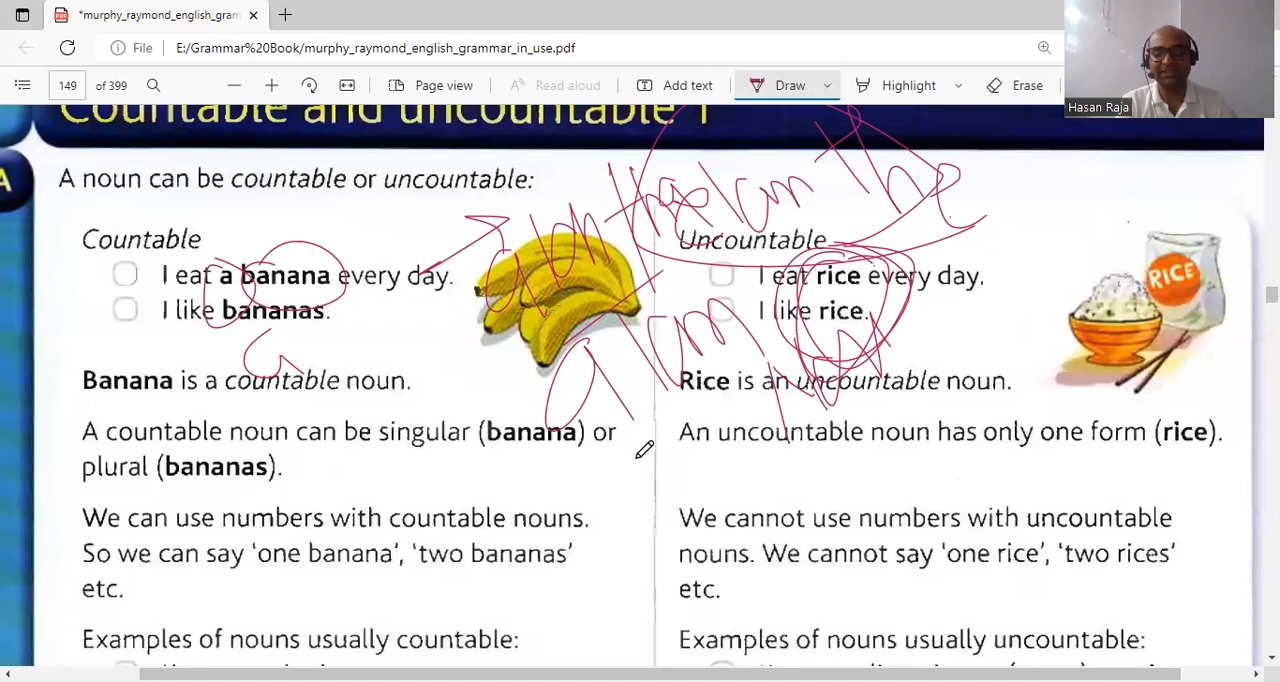 *murphy_raymond_english_gram
File E:/Grammar%20Book/murphy_raymond_english_grammar_in_use.pdf
149 of 399 Page view Read aloud Add text Draw Highlight Erase
Hasan Raja
Countable and uncountable 1
A
A noun can be countable or uncountable:
Countable
I eat a banana every day.
I like bananas.
Banana is a countable noun.
A countable noun can be singular (banana) or
plural (bananas).
We can use numbers with countable nouns.
So we can say 'one banana', 'two bananas'
etc.
Examples of nouns usually countable:
Uncountable
I eat rice every day.
I like rice.
RICE
Rice is an uncountable noun.
An uncountable noun has only one form (rice).
We cannot use numbers with uncountable
nouns. We cannot say 'one rice', 'two rices'
etc.
Examples of nouns usually uncountable: